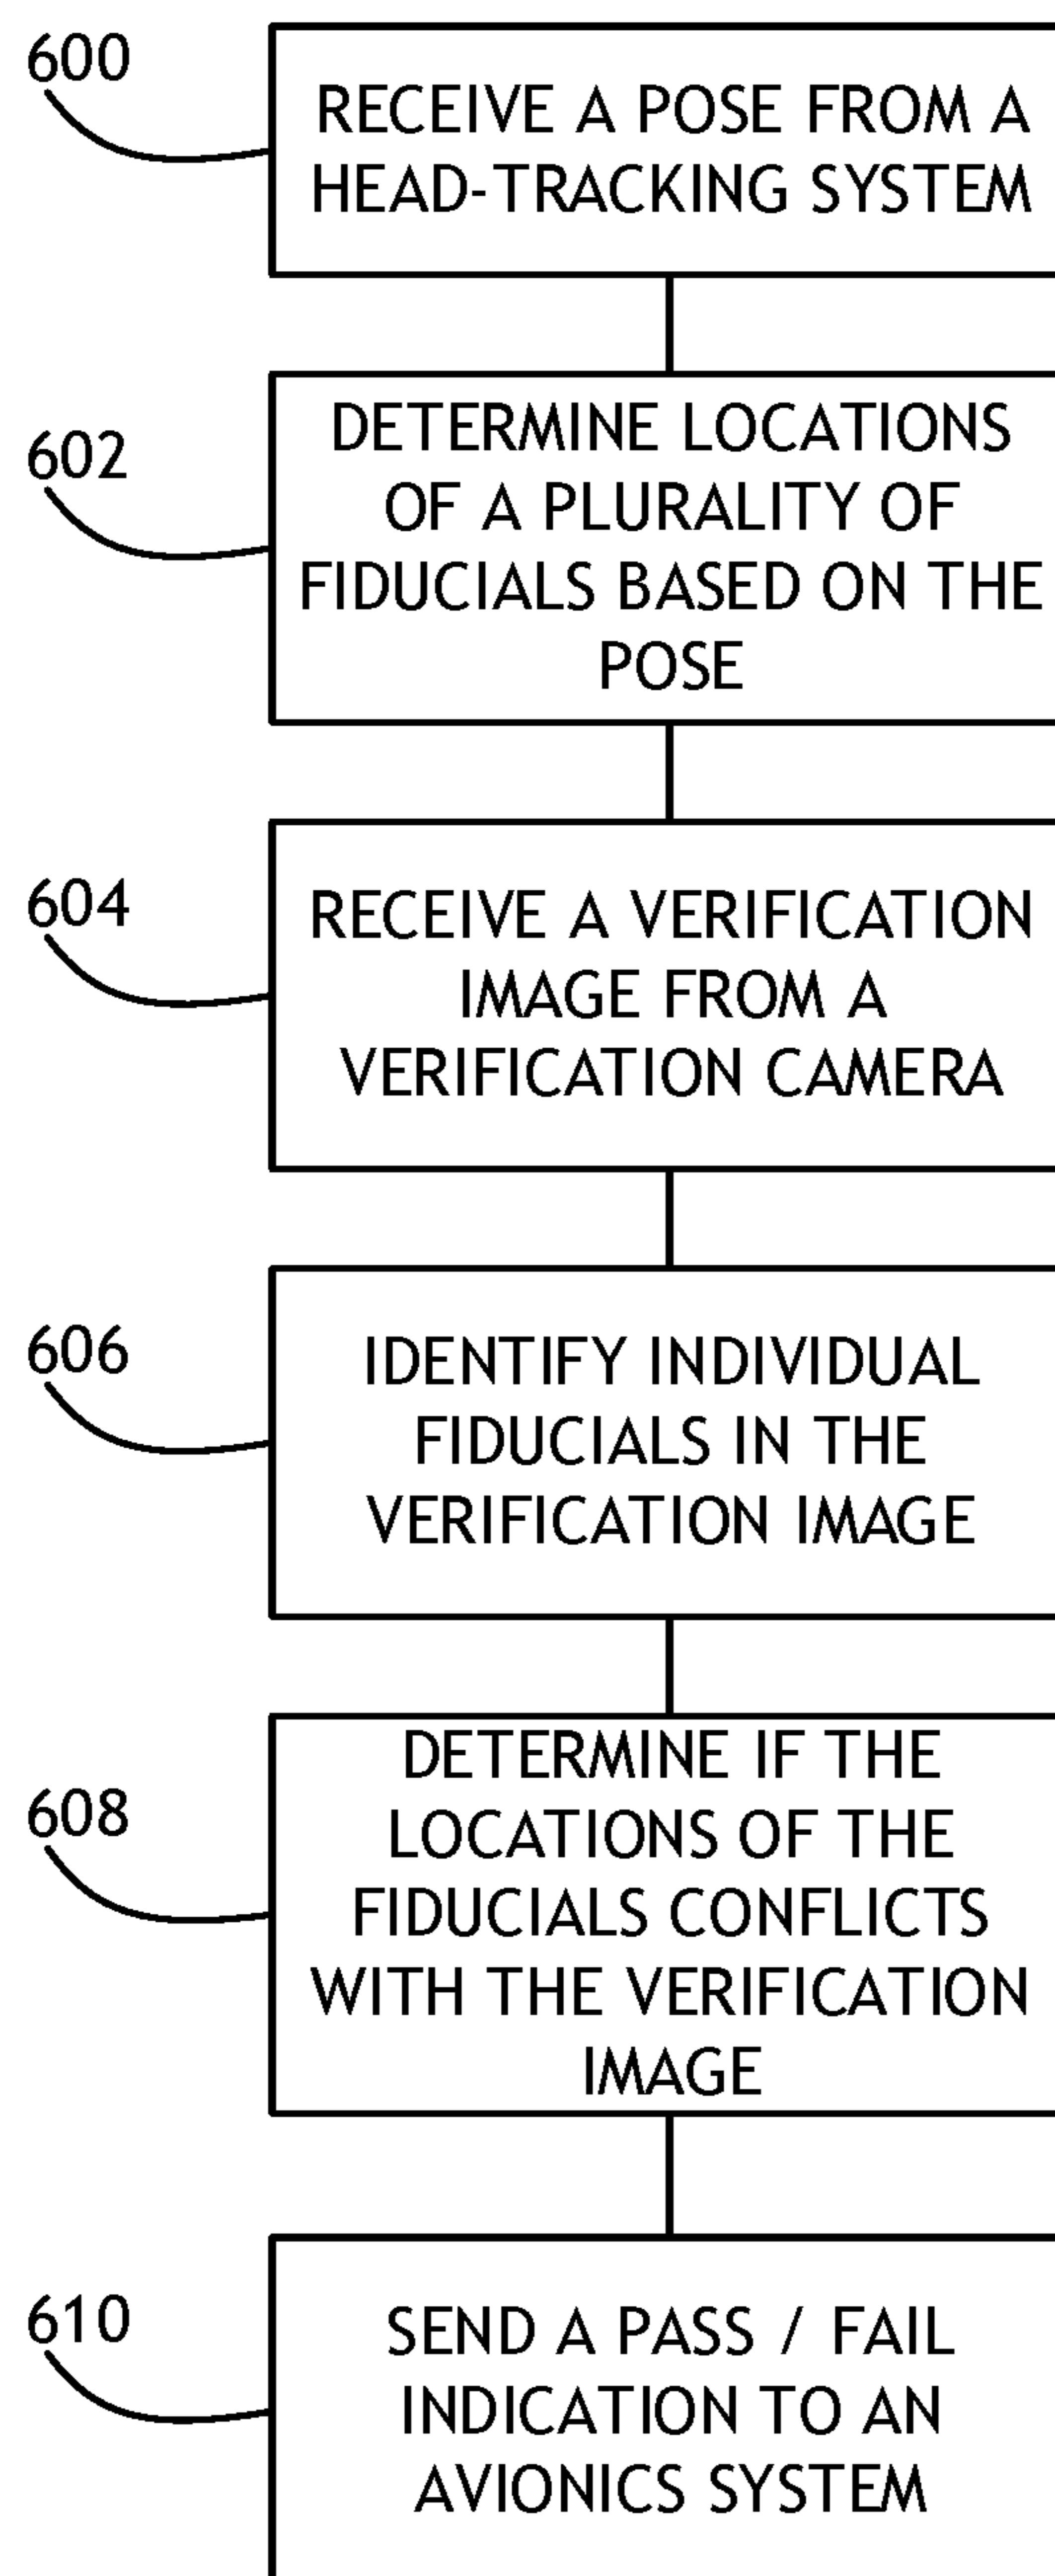 600
RECEIVE A POSE FROM A
HEAD-TRACKING SYSTEM
602
DETERMINE LOCATIONS
OF A PLURALITY OF
FIDUCIALS BASED ON THE
POSE
604
RECEIVE A VERIFICATION
IMAGE FROM A
VERIFICATION CAMERA
606
IDENTIFY INDIVIDUAL
FIDUCIALS IN THE
VERIFICATION IMAGE
608
DETERMINE IF THE
LOCATIONS OF THE
FIDUCIALS CONFLICTS
WITH THE VERIFICATION
IMAGE
610
SEND A PASS / FAIL
INDICATION TO AN
AVIONICS SYSTEM